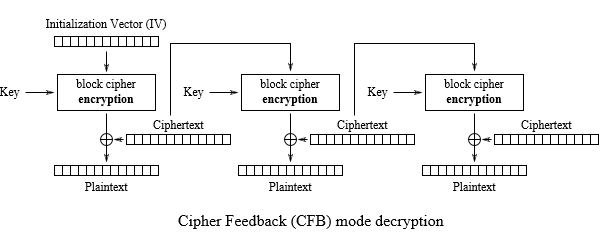 Initialization Vector (IV)
Key
block cipher
encryption
Key
block cipher
encryption
Key
block cipher
encryption
Ciphertext
Ciphertext
Ciphertext
Plaintext
Plaintext
Plaintext
Cipher Feedback (CFB) mode decryption